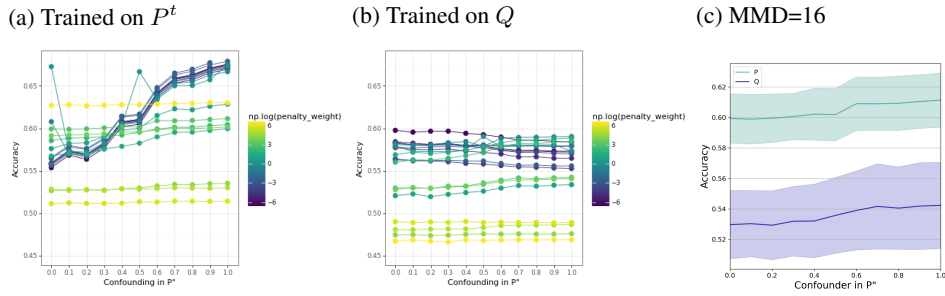 (a) Trained on P^t
(b) Trained on Q
(c) MMD=16
Accuracy
0.65
0.60
0.55
0.50
0.45
0.0 0.1 0.2 0.3 0.4 0.5 0.6 0.7 0.8 0.9 1.0
Confounding in P"
np.log(penalty_weight)
6
3
0
−3
−6
Accuracy
0.65
0.60
0.55
0.50
0.45
0.0 0.1 0.2 0.3 0.4 0.5 0.6 0.7 0.8 0.9 1.0
Confounding in P"
np.log(penalty_weight)
6
3
0
−3
−6
P
Q
Accuracy
0.62
0.60
0.58
0.56
0.54
0.52
0.0 0.2 0.4 0.6 0.8 1.0
Confounder in P"